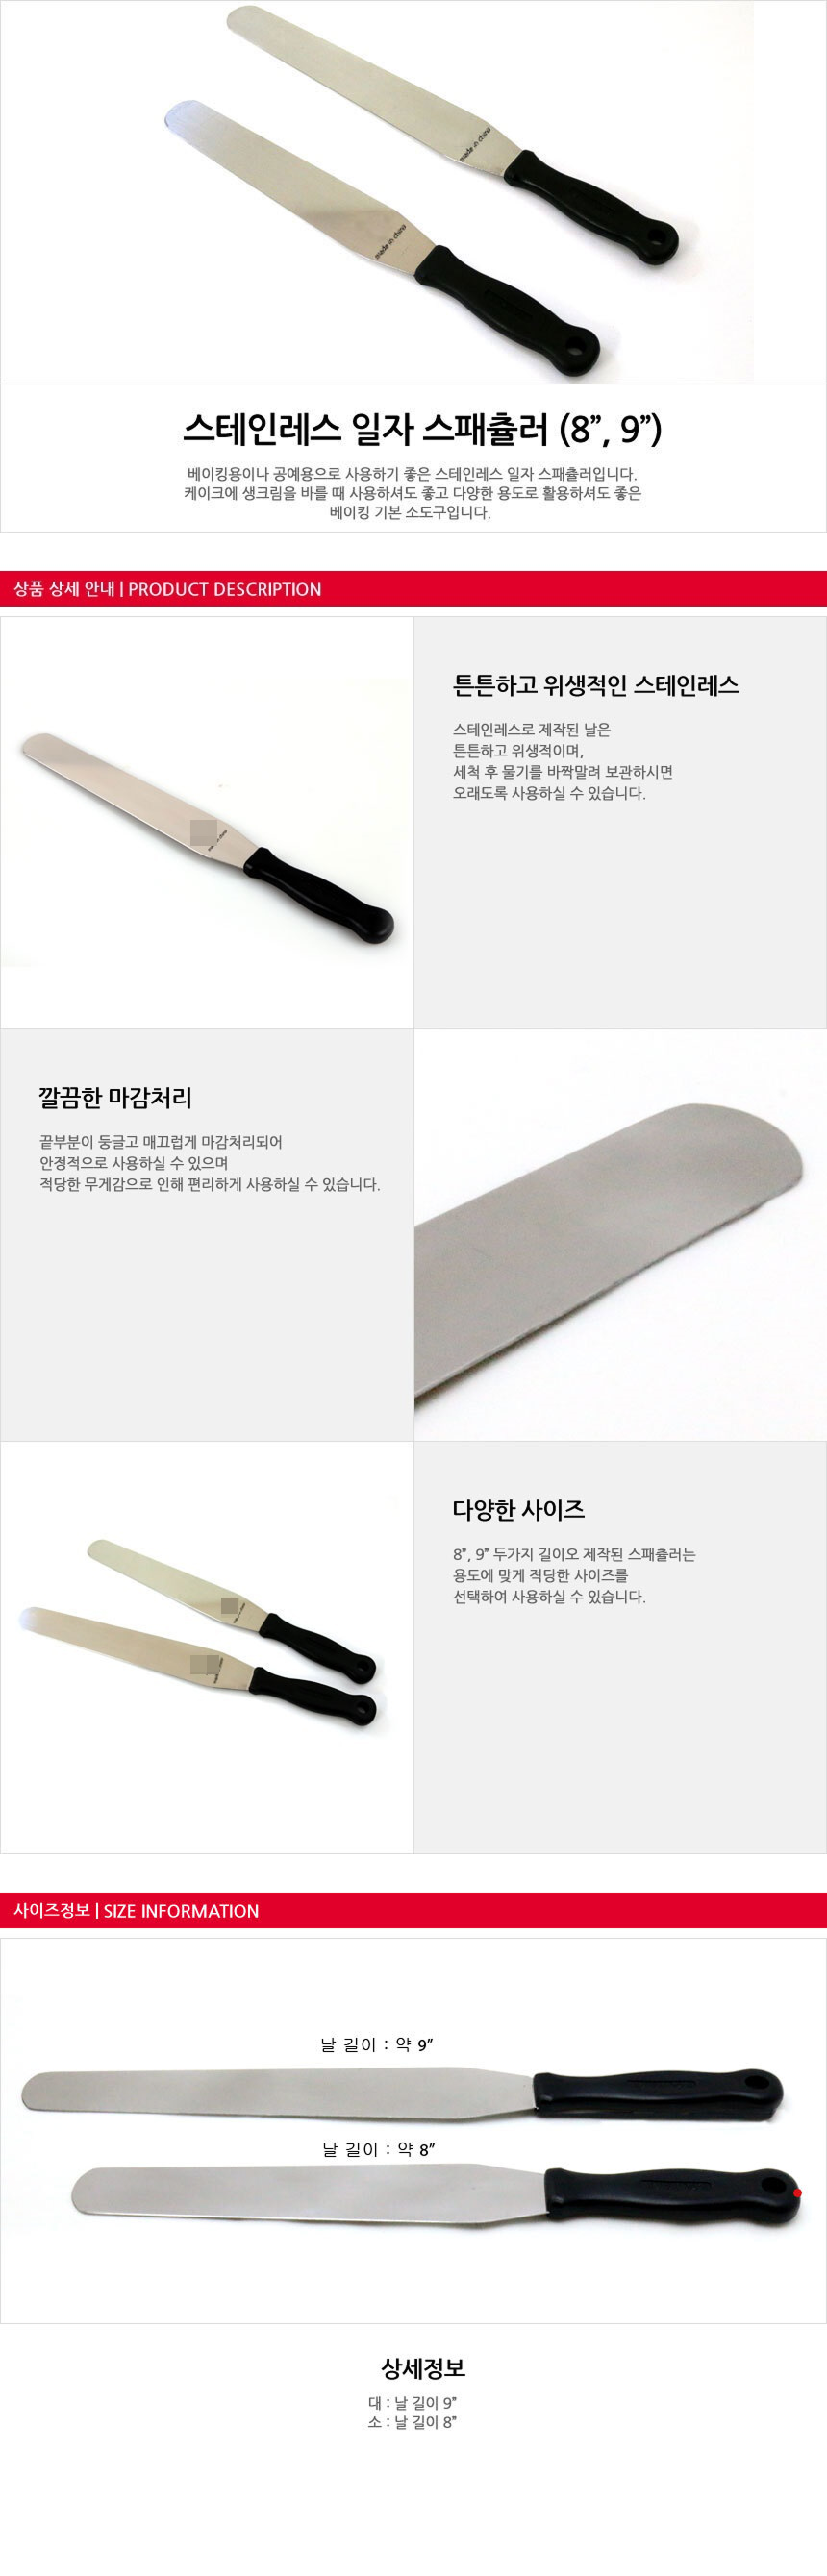 made in china
made in china
스테인레스 일자 스패츌러 (8”, 9”)
베이킹용이나 공예용으로 사용하기 좋은 스테인레스 일자 스패츌러입니다.
케이크에 생크림을 바를 때 사용하셔도 좋고 다양한 용도로 활용하셔도 좋은
베이킹 기본 소도구입니다.
상품 상세 안내 | PRODUCT DESCRIPTION
튼튼하고 위생적인 스테인레스
스테인레스로 제작된 날은
튼튼하고 위생적이며,
세척 후 물기를 바짝말려 보관하시면
오래도록 사용하실 수 있습니다.
깔끔한 마감처리
끝부분이 둥글고 매끄럽게 마감처리되어
안정적으로 사용하실 수 있으며
적당한 무게감으로 인해 편리하게 사용하실 수 있습니다.
다양한 사이즈
8”, 9” 두가지 길이오 제작된 스패츌러는
용도에 맞게 적당한 사이즈를
선택하여 사용하실 수 있습니다.
사이즈정보 | SIZE INFORMATION
날 길이 : 약 9”
날 길이 : 약 8”
상세정보
대 : 날 길이 9”
소 : 날 길이 8”